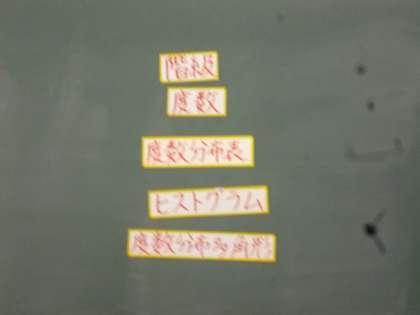 階級
度数
度数分布表
ヒストグラム
度数分布多角形